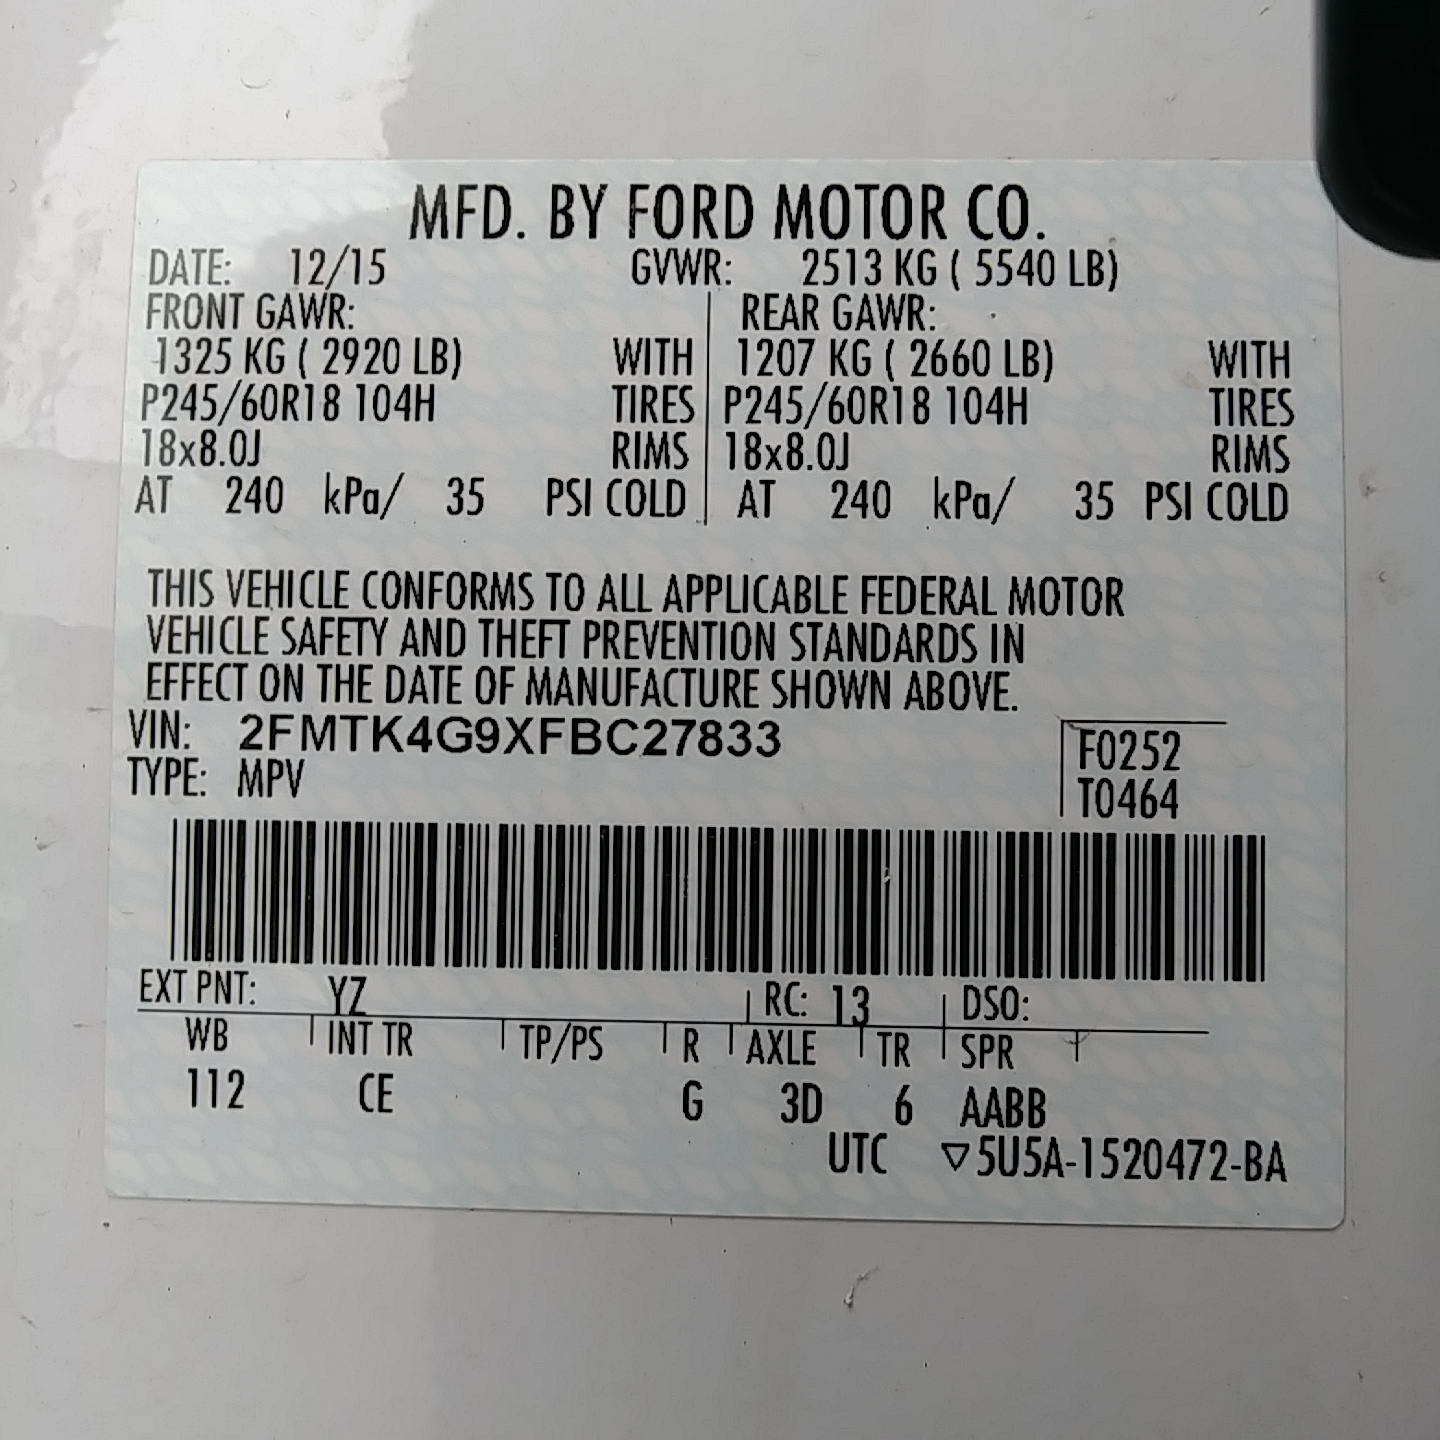 MFD. BY FORD MOTOR CO.
DATE: 12/15 GVWR: 2513 KG ( 5540 LB)
FRONT GAWR: REAR GAWR:
1325 KG ( 2920 LB) WITH 1207 KG ( 2660 LB) WITH
P245/60R18 104H TIRES P245/60R18 104H TIRES
18x8.0J RIMS 18x8.0J RIMS
AT 240 kPa/ 35 PSI COLD AT 240 kPa/ 35 PSI COLD
THIS VEHICLE CONFORMS TO ALL APPLICABLE FEDERAL MOTOR
VEHICLE SAFETY AND THEFT PREVENTION STANDARDS IN
EFFECT ON THE DATE OF MANUFACTURE SHOWN ABOVE.
VIN: 2FMTK4G9XFBC27833 F0252
TYPE: MPV T0464
EXT PNT: YZ RC: 13 DSO:
WB INT TR TP/PS R AXLE TR SPR
112 CE G 3D 6 AABB
UTC ▽5U5A-1520472-BA